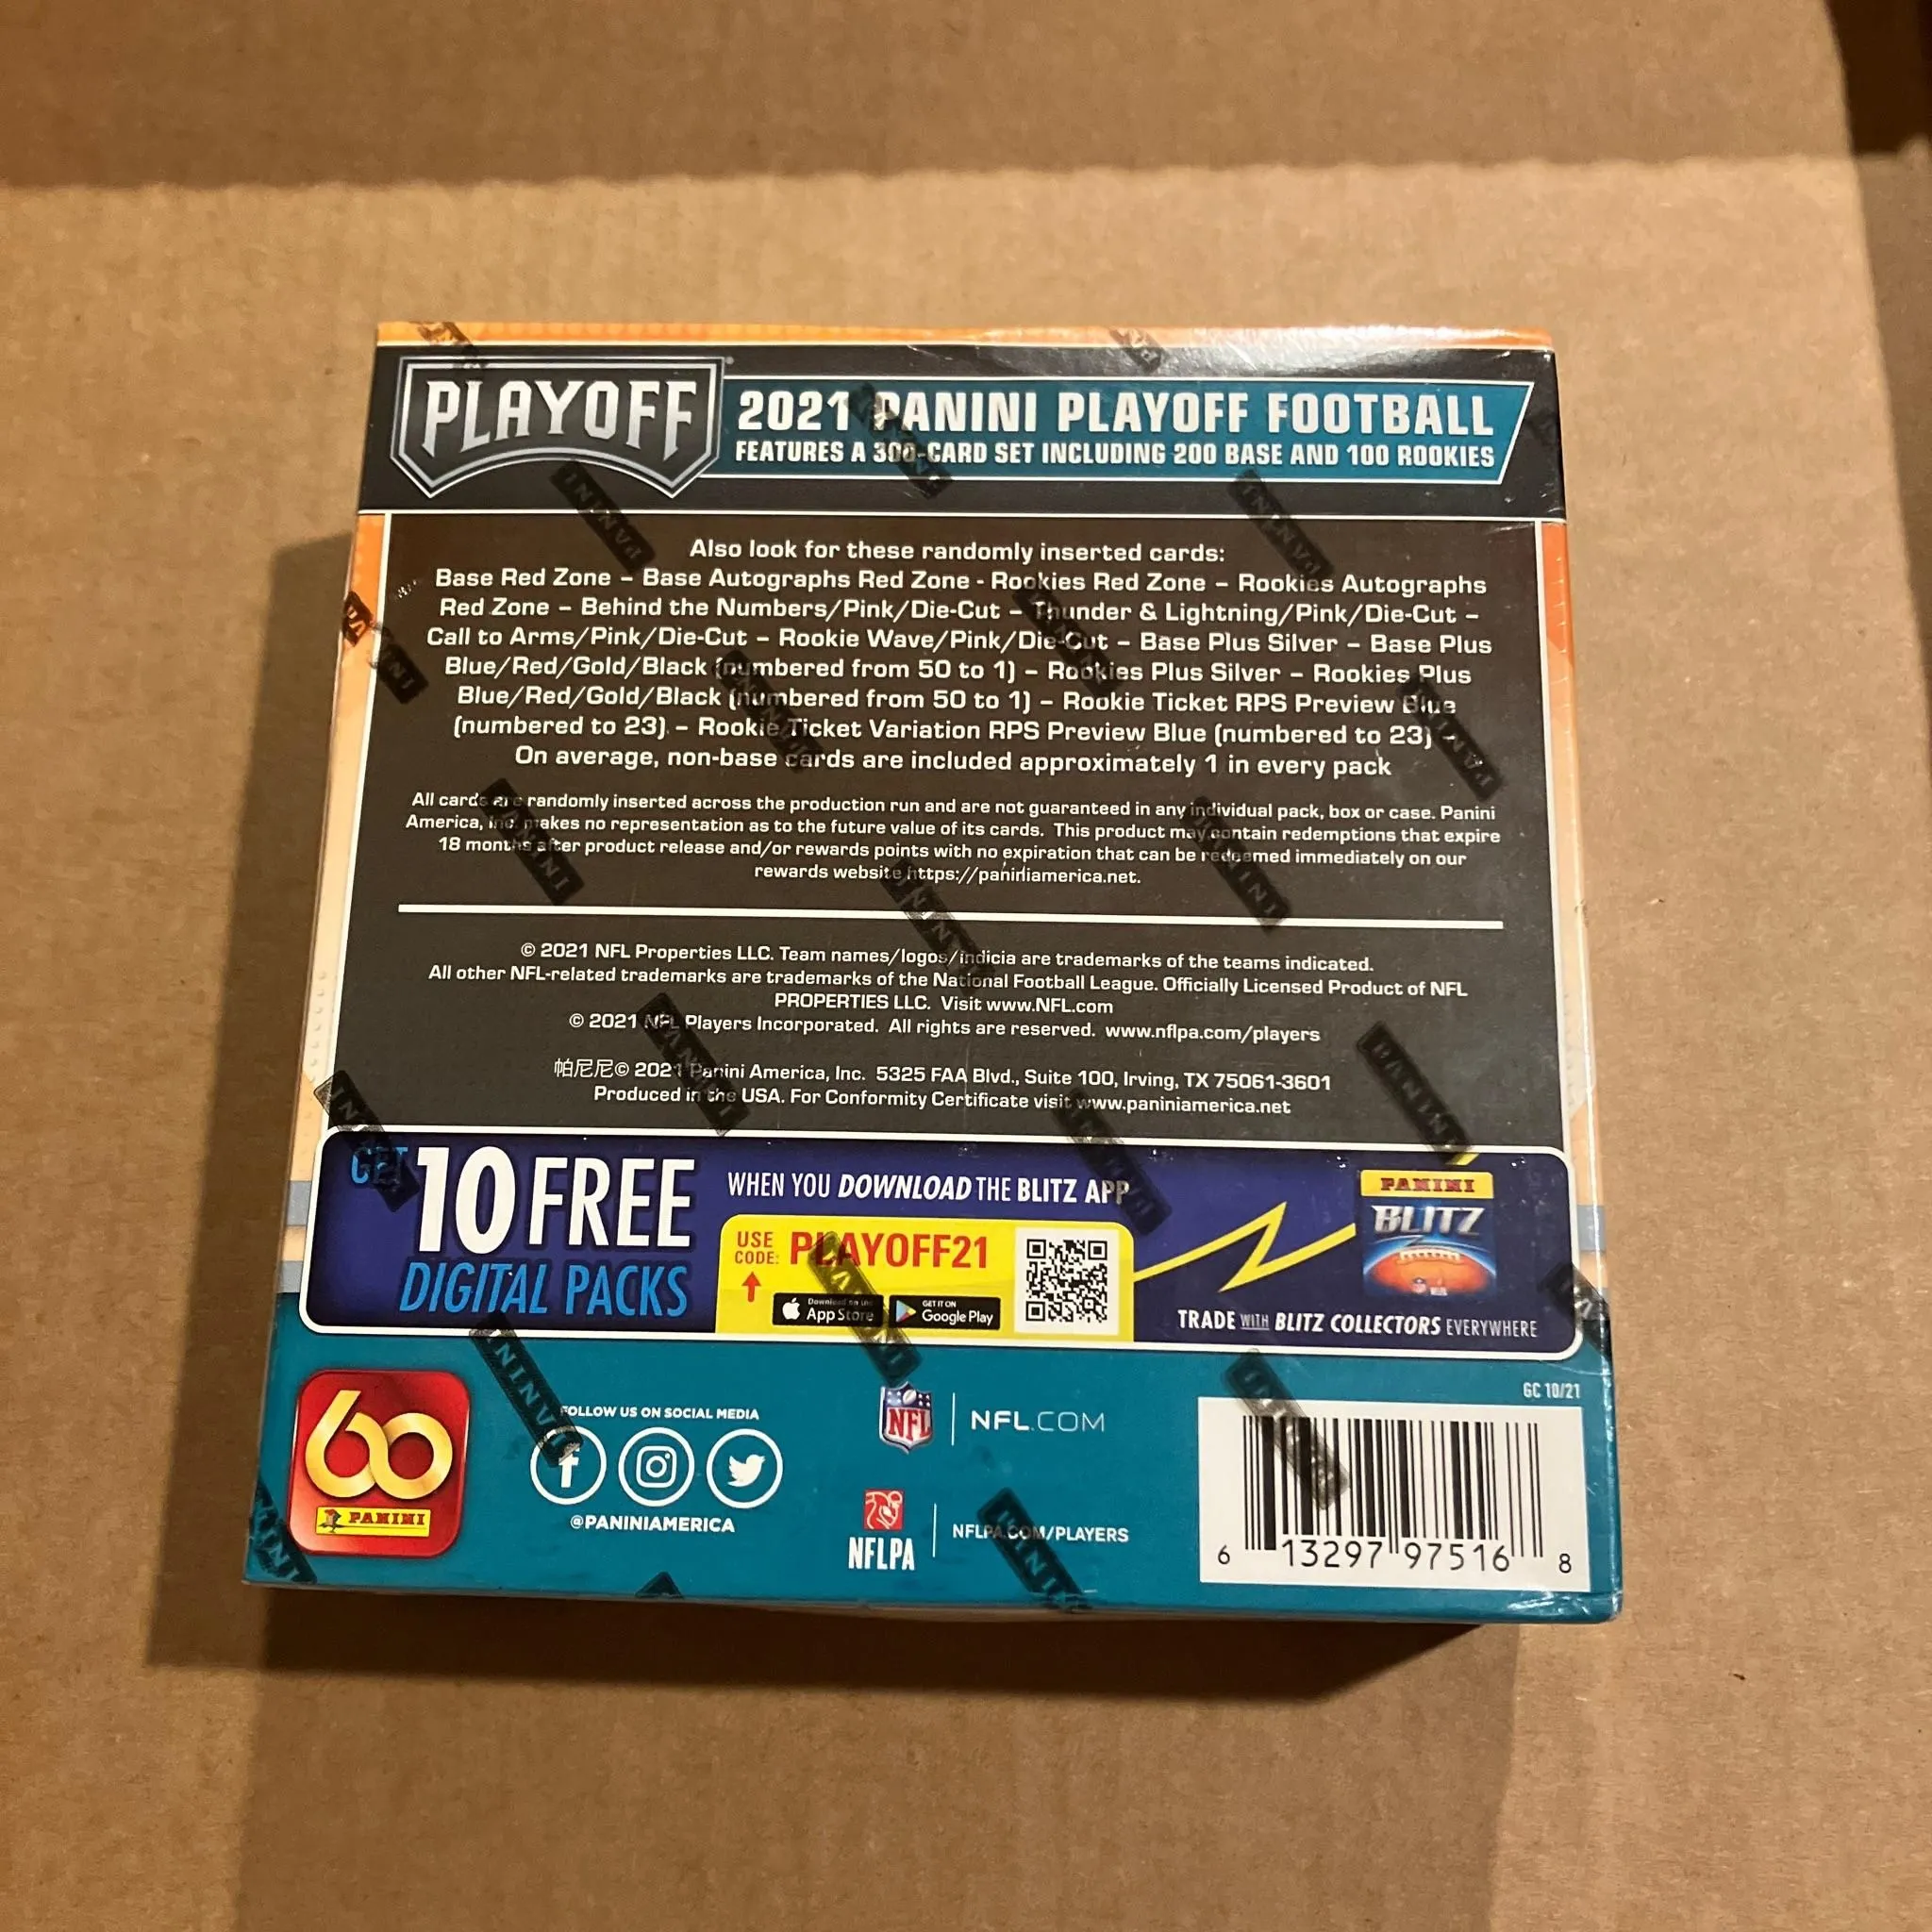 PLAYOFF
2021 PANINI PLAYOFF FOOTBALL
FEATURES A 300-CARD SET INCLUDING 200 BASE AND 100 ROOKIES
Also look for these randomly inserted cards:
Base Red Zone – Base Autographs Red Zone - Rookies Red Zone – Rookies Autographs
Red Zone – Behind the Numbers/Pink/Die-Cut – Thunder & Lightning/Pink/Die-Cut –
Call to Arms/Pink/Die-Cut – Rookie Wave/Pink/Die-Cut – Base Plus Silver – Base Plus
Blue/Red/Gold/Black (numbered from 50 to 1) – Rookies Plus Silver – Rookies Plus
Blue/Red/Gold/Black (numbered from 50 to 1) – Rookie Ticket RPS Preview Blue
(numbered to 23) – Rookie Ticket Variation RPS Preview Blue (numbered to 23) –
On average, non-base cards are included approximately 1 in every pack
All cards are randomly inserted across the production run and are not guaranteed in any individual pack, box or case. Panini
America, Inc. makes no representation as to the future value of its cards. This product may contain redemptions that expire
18 months after product release and/or rewards points with no expiration that can be redeemed immediately on our
rewards website https://paniniamerica.net.
© 2021 NFL Properties LLC. Team names/logos/indicia are trademarks of the teams indicated.
All other NFL-related trademarks are trademarks of the National Football League. Officially Licensed Product of NFL
PROPERTIES LLC. Visit www.NFL.com
© 2021 NFL Players Incorporated. All rights are reserved. www.nflpa.com/players
帕尼尼© 2021 Panini America, Inc. 5325 FAA Blvd., Suite 100, Irving, TX 75061-3601
Produced in the USA. For Conformity Certificate visit www.paniniamerica.net
GET 10 FREE
DIGITAL PACKS
WHEN YOU DOWNLOAD THE BLITZ APP
USE
CODE: PLAYOFF21
Download on the
App Store
GET IT ON
Google Play
PANINI
BLITZ
TRADE WITH BLITZ COLLECTORS EVERYWHERE
60
PANINI
FOLLOW US ON SOCIAL MEDIA
@PANINIAMERICA
NFL
NFL.COM
NFLPA
NFLPA.COM/PLAYERS
GC 10/21
6 13297 97516 8